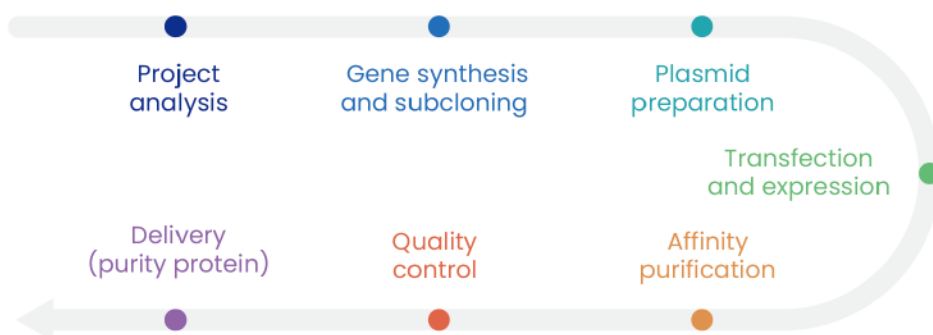 Project
analysis
Gene synthesis
and subcloning
Plasmid
preparation
Transfection
and expression
Affinity
purification
Quality
control
Delivery
(purity protein)